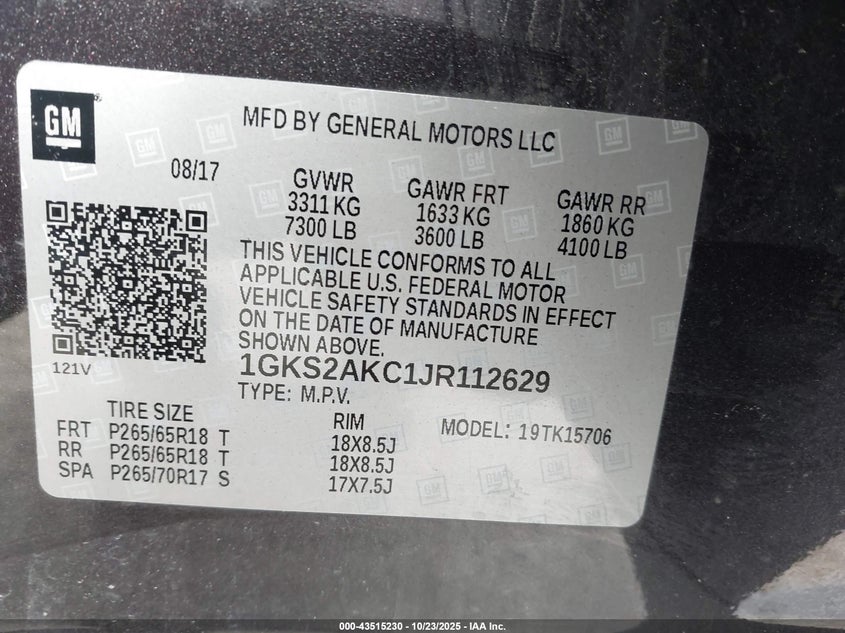 GM
MFD BY GENERAL MOTORS LLC
08/17
GVWR GAWR FRT GAWR RR
3311 KG 1633 KG 1860 KG
7300 LB 3600 LB 4100 LB
THIS VEHICLE CONFORMS TO ALL
APPLICABLE U.S. FEDERAL MOTOR
VEHICLE SAFETY STANDARDS IN EFFECT
ON THE DATE OF MANUFACTURE
SHOWN ABOVE.
121V
1GKS2AKC1JR112629
TYPE: M.P.V.
TIRE SIZE RIM MODEL: 19TK15706
FRT P265/65R18 T 18X8.5J
RR P265/65R18 T 18X8.5J
SPA P265/70R17 S 17X7.5J
000-43515230 - 10/23/2025 - IAA Inc.